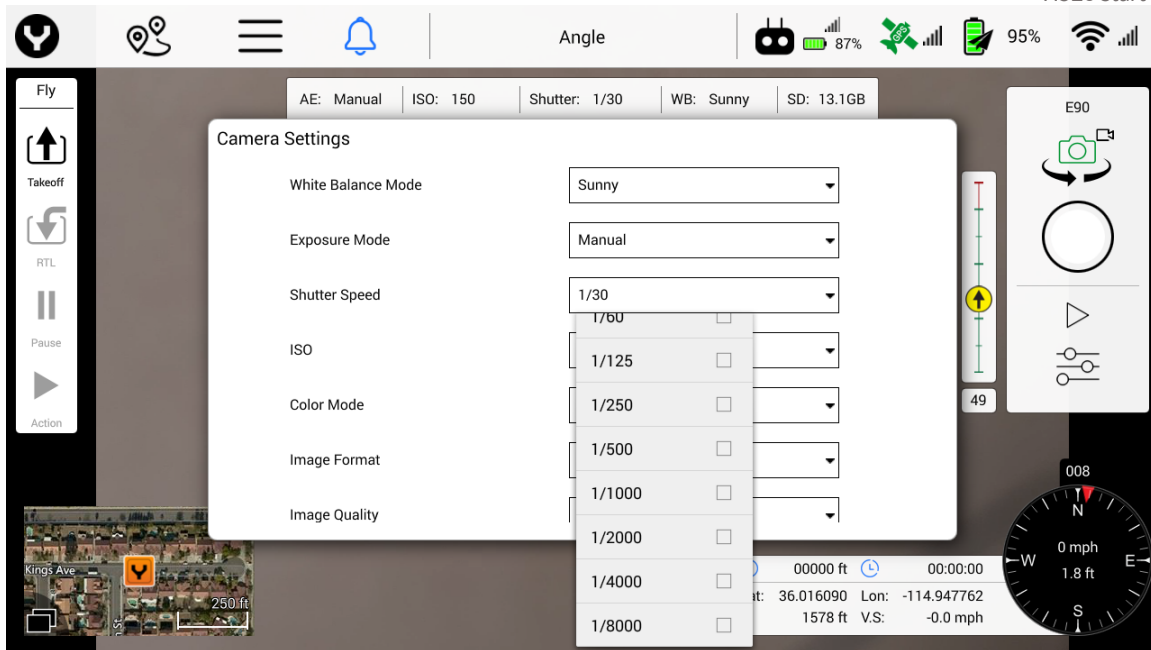 Angle
87%
GPS
95%
Fly
Takeoff
RTL
Pause
Action
AE: Manual ISO: 150 Shutter: 1/30 WB: Sunny SD: 13.1GB
Camera Settings
White Balance Mode Sunny
Exposure Mode Manual
Shutter Speed 1/30
1/60
ISO
1/125
Color Mode
1/250
1/500
Image Format
1/1000
Image Quality
1/2000
1/4000
1/8000
E90
49
008
N
W
E
S
0 mph
1.8 ft
00000 ft 00:00:00
36.016090 Lon: -114.947762
1578 ft V.S: -0.0 mph
Kings Ave
250 ft